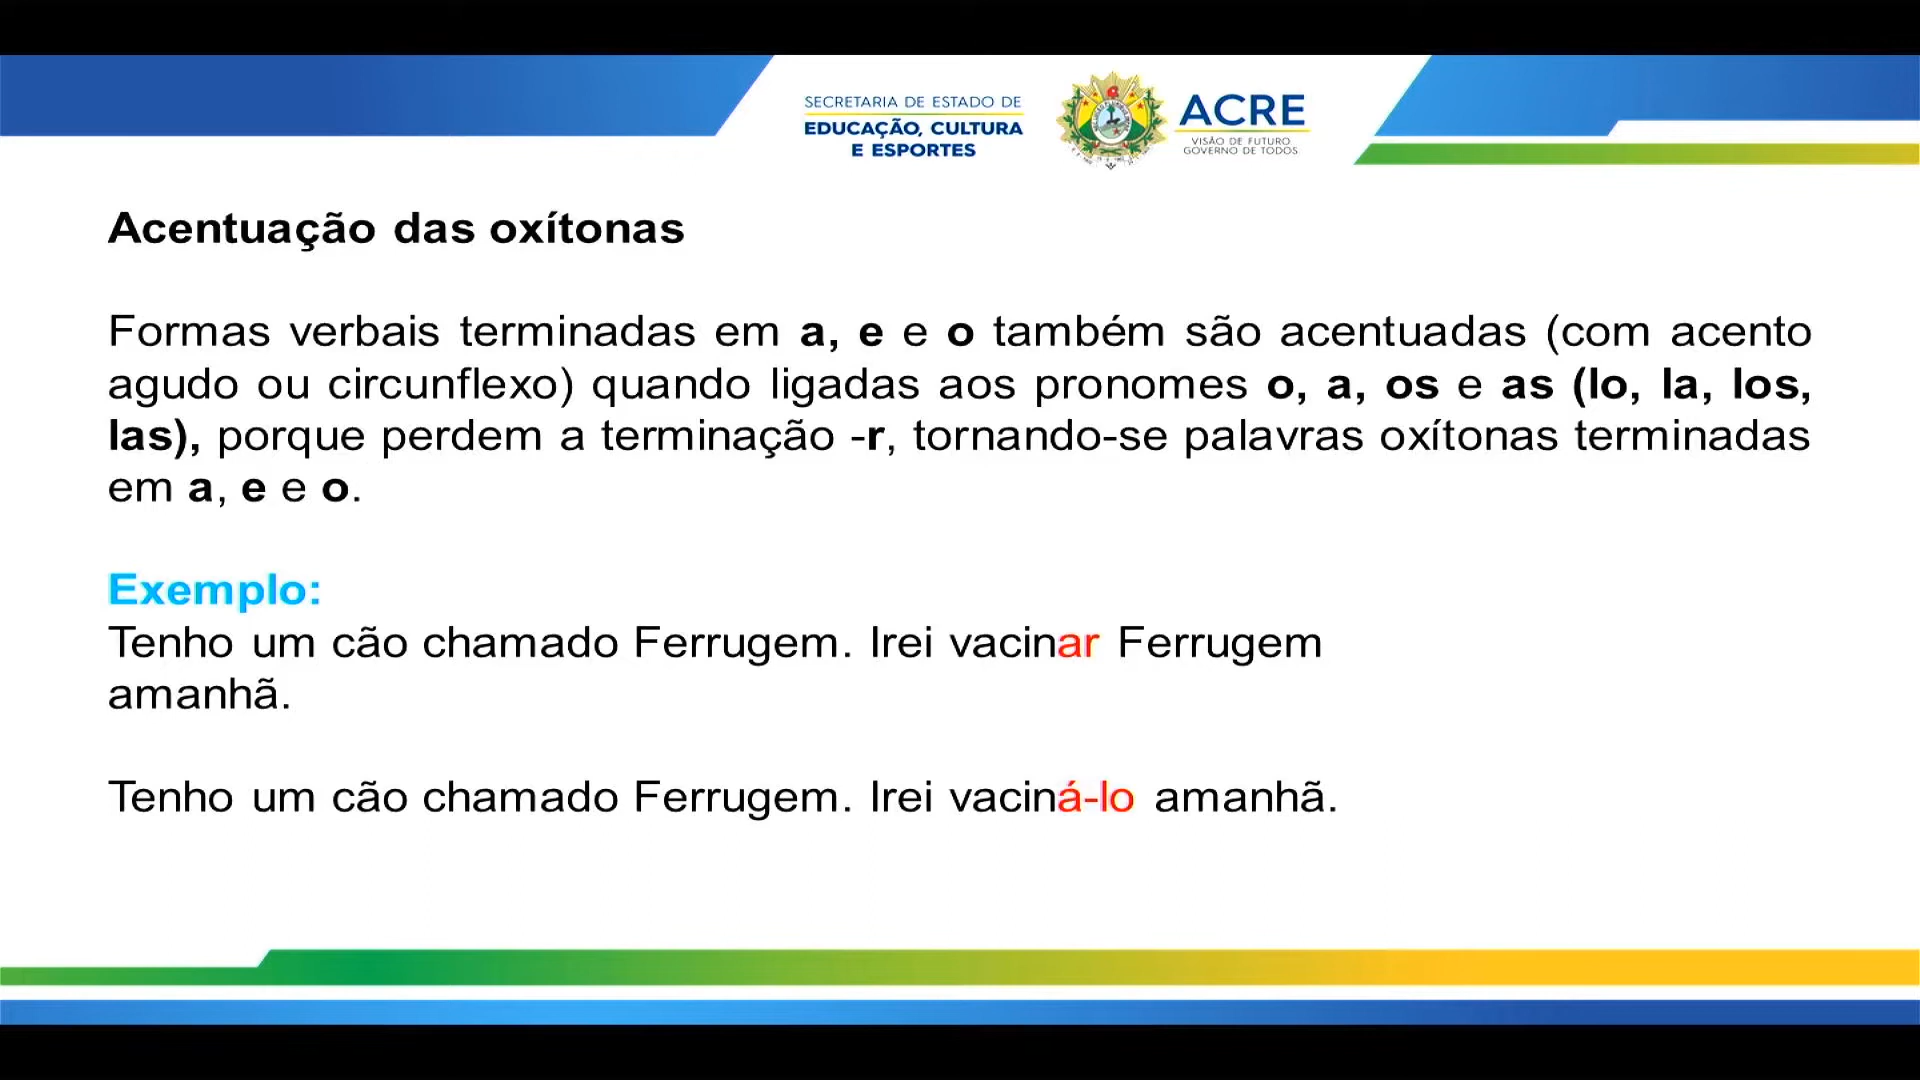 SECRETARIA DE ESTADO DE
EDUCAÇÃO, CULTURA
E ESPORTES
ACRE
VISÃO DE FUTURO
GOVERNO DE TODOS
Acentuação das oxítonas
Formas verbais terminadas em a, e e o também são acentuadas (com acento
agudo ou circunflexo) quando ligadas aos pronomes o, a, os e as (lo, la, los,
las), porque perdem a terminação -r, tornando-se palavras oxítonas terminadas
em a, e e o.
Exemplo:
Tenho um cão chamado Ferrugem. Irei vacinar Ferrugem
amanhã.
Tenho um cão chamado Ferrugem. Irei vaciná-lo amanhã.